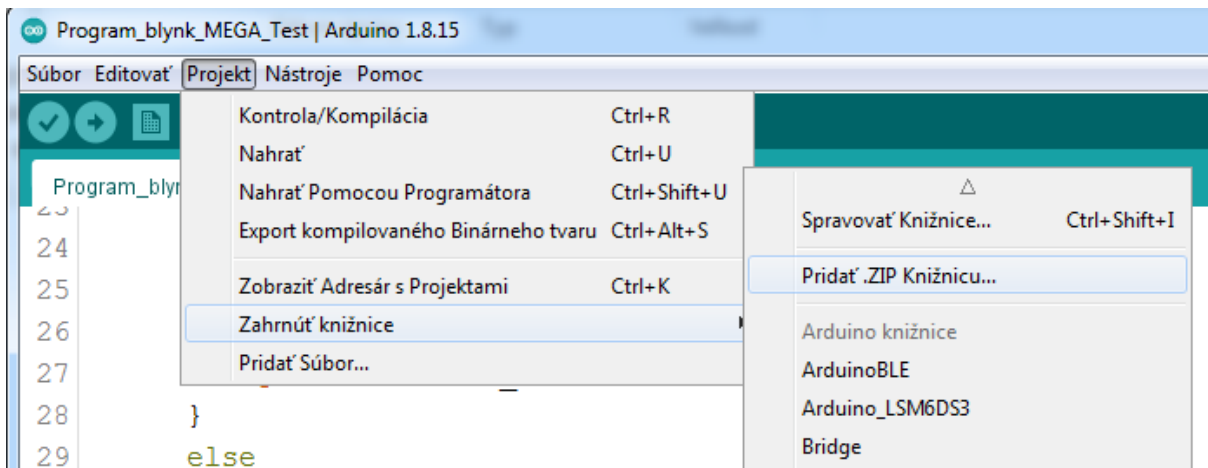 Program_blynk_MEGA_Test | Arduino 1.8.15
Súbor Editovať Projekt Nástroje Pomoc
Kontrola/Kompilácia Ctrl+R
Nahrať Ctrl+U
Program_blyn
Nahrať Pomocou Programátora Ctrl+Shift+U
Export kompilovaného Binárneho tvaru Ctrl+Alt+S
Zobraziť Adresár s Projektami Ctrl+K
Zahrnúť knižnice
Pridať Súbor...
Spravovať Knižnice... Ctrl+Shift+I
Pridať .ZIP Knižnicu...
Arduino knižnice
ArduinoBLE
Arduino_LSM6DS3
Bridge
24
25
26
27
28 }
29 else